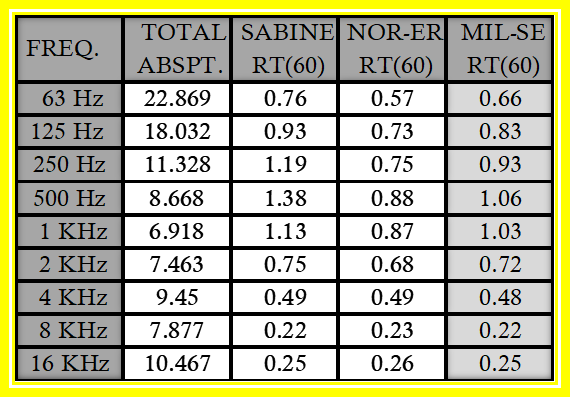 FREQ. TOTAL ABSPT. SABINE RT(60) NOR-ER RT(60) MIL-SE RT(60)
63 Hz 22.869 0.76 0.57 0.66
125 Hz 18.032 0.93 0.73 0.83
250 Hz 11.328 1.19 0.75 0.93
500 Hz 8.668 1.38 0.88 1.06
1 KHz 6.918 1.13 0.87 1.03
2 KHz 7.463 0.75 0.68 0.72
4 KHz 9.45 0.49 0.49 0.48
8 KHz 7.877 0.22 0.23 0.22
16 KHz 10.467 0.25 0.26 0.25